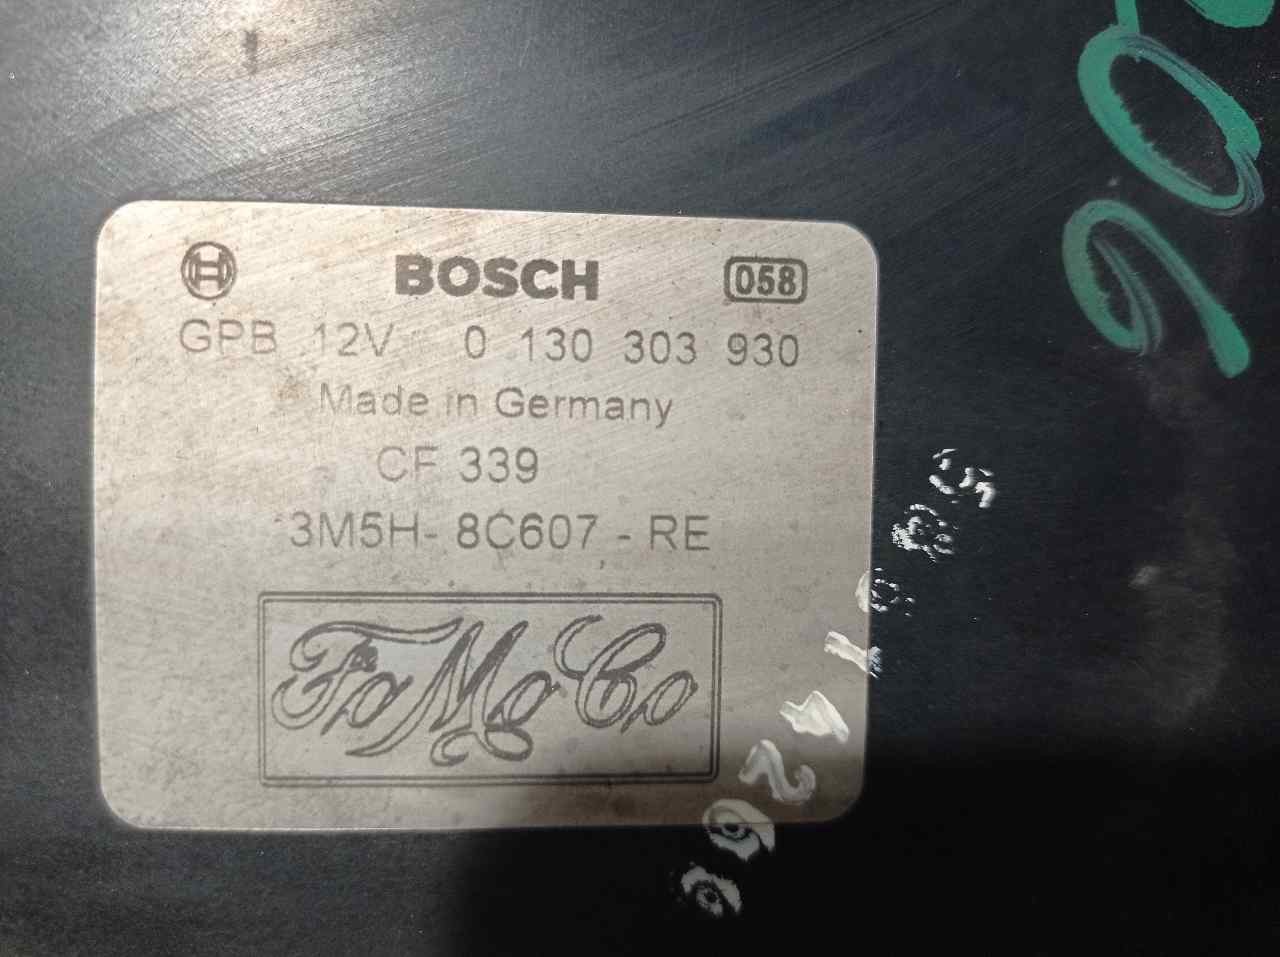 BOSCH 058
GPB 12V 0 130 303 930
Made in Germany
CF 339
3M5H- 8C607 - RE
FoMoCo